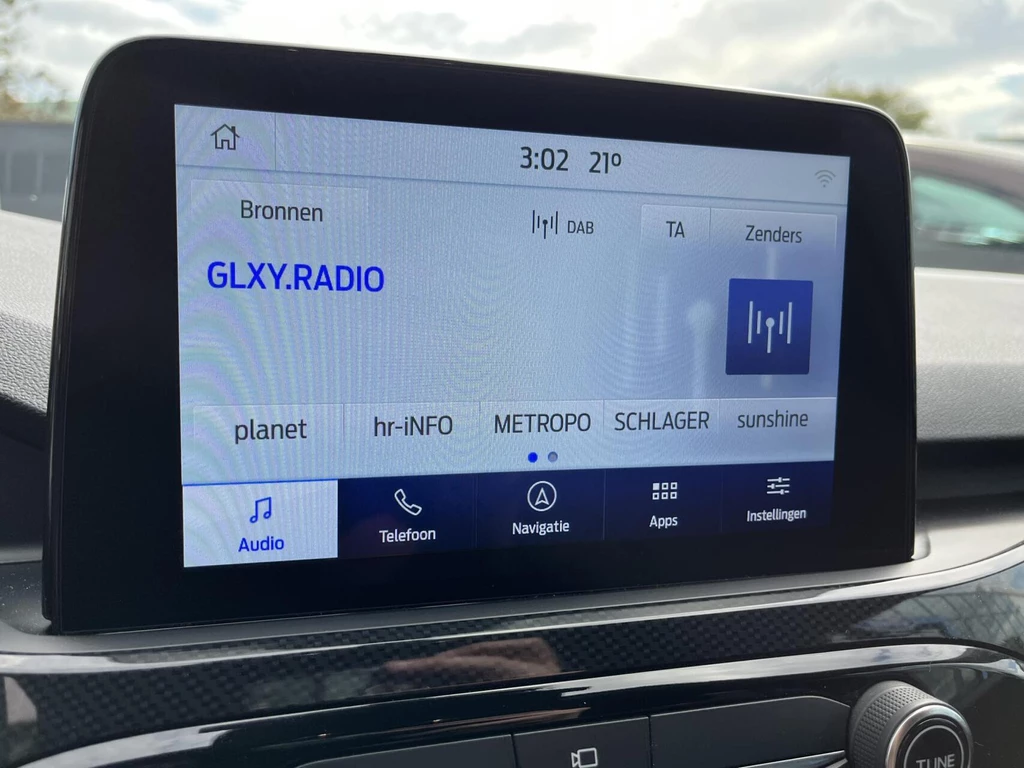 3:02 21º
Bronnen DAB TA Zenders
GLXY.RADIO
planet hr-iNFO METROPO SCHLAGER sunshine
Audio Telefoon Navigatie Apps Instellingen
TUNE